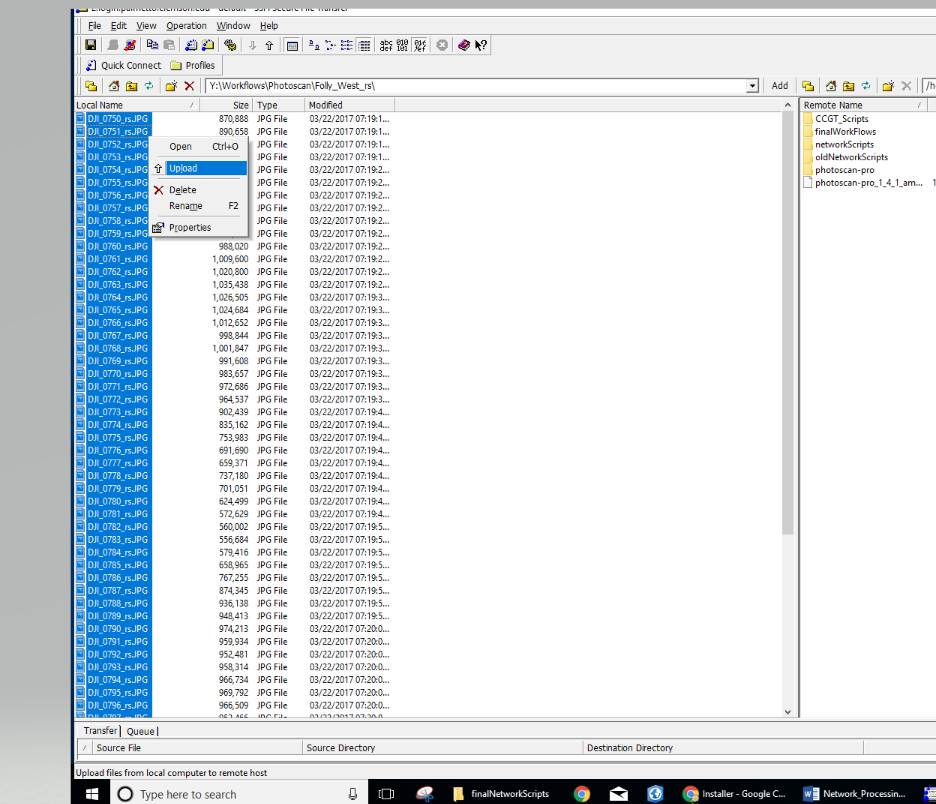 File Edit View Operation Window Help
Quick Connect Profiles
Y:\Workflows\Photoscan\Folly_West_rs\ Add /h
Local Name / Size Type Modified Remote Name /
DJI_0750_rs.JPG 870,888 JPG File 03/22/2017 07:19:1... CCGT_Scripts
DJI_0751_rs.JPG 890,658 JPG File 03/22/2017 07:19:1... finalWorkFlows
DJI_0752_rs.JPG Open Ctrl+O JPG File 03/22/2017 07:19:1... networkScripts
DJI_0753_rs.JPG JPG File 03/22/2017 07:19:1... oldNetworkScripts
DJI_0754_rs.JPG Upload JPG File 03/22/2017 07:19:2... photoscan-pro
DJI_0755_rs.JPG JPG File 03/22/2017 07:19:2... photoscan-pro_1_4_1_am... 1
DJI_0756_rs.JPG Delete JPG File 03/22/2017 07:19:2...
DJI_0757_rs.JPG Rename F2 JPG File 03/22/2017 07:19:2...
DJI_0758_rs.JPG JPG File 03/22/2017 07:19:2...
DJI_0759_rs.JPG Properties JPG File 03/22/2017 07:19:2...
DJI_0760_rs.JPG 988,020 JPG File 03/22/2017 07:19:2...
DJI_0761_rs.JPG 1,009,600 JPG File 03/22/2017 07:19:2...
DJI_0762_rs.JPG 1,020,800 JPG File 03/22/2017 07:19:2...
DJI_0763_rs.JPG 1,035,438 JPG File 03/22/2017 07:19:2...
DJI_0764_rs.JPG 1,026,505 JPG File 03/22/2017 07:19:3...
DJI_0765_rs.JPG 1,024,684 JPG File 03/22/2017 07:19:3...
DJI_0766_rs.JPG 1,012,652 JPG File 03/22/2017 07:19:3...
DJI_0767_rs.JPG 998,844 JPG File 03/22/2017 07:19:3...
DJI_0768_rs.JPG 1,001,847 JPG File 03/22/2017 07:19:3...
DJI_0769_rs.JPG 991,608 JPG File 03/22/2017 07:19:3...
DJI_0770_rs.JPG 983,657 JPG File 03/22/2017 07:19:3...
DJI_0771_rs.JPG 972,686 JPG File 03/22/2017 07:19:3...
DJI_0772_rs.JPG 964,537 JPG File 03/22/2017 07:19:3...
DJI_0773_rs.JPG 902,439 JPG File 03/22/2017 07:19:4...
DJI_0774_rs.JPG 835,162 JPG File 03/22/2017 07:19:4...
DJI_0775_rs.JPG 753,983 JPG File 03/22/2017 07:19:4...
DJI_0776_rs.JPG 691,690 JPG File 03/22/2017 07:19:4...
DJI_0777_rs.JPG 659,371 JPG File 03/22/2017 07:19:4...
DJI_0778_rs.JPG 737,180 JPG File 03/22/2017 07:19:4...
DJI_0779_rs.JPG 701,051 JPG File 03/22/2017 07:19:4...
DJI_0780_rs.JPG 624,499 JPG File 03/22/2017 07:19:4...
DJI_0781_rs.JPG 572,629 JPG File 03/22/2017 07:19:4...
DJI_0782_rs.JPG 560,002 JPG File 03/22/2017 07:19:5...
DJI_0783_rs.JPG 556,684 JPG File 03/22/2017 07:19:5...
DJI_0784_rs.JPG 579,416 JPG File 03/22/2017 07:19:5...
DJI_0785_rs.JPG 658,965 JPG File 03/22/2017 07:19:5...
DJI_0786_rs.JPG 767,255 JPG File 03/22/2017 07:19:5...
DJI_0787_rs.JPG 874,345 JPG File 03/22/2017 07:19:5...
DJI_0788_rs.JPG 936,138 JPG File 03/22/2017 07:19:5...
DJI_0789_rs.JPG 948,413 JPG File 03/22/2017 07:19:5...
DJI_0790_rs.JPG 974,213 JPG File 03/22/2017 07:20:0...
DJI_0791_rs.JPG 959,934 JPG File 03/22/2017 07:20:0...
DJI_0792_rs.JPG 952,481 JPG File 03/22/2017 07:20:0...
DJI_0793_rs.JPG 958,314 JPG File 03/22/2017 07:20:0...
DJI_0794_rs.JPG 966,734 JPG File 03/22/2017 07:20:0...
DJI_0795_rs.JPG 969,792 JPG File 03/22/2017 07:20:0...
DJI_0796_rs.JPG 966,509 JPG File 03/22/2017 07:20:0...
Transfer Queue
/ Source File Source Directory Destination Directory
Upload files from local computer to remote host
Type here to search finalNetworkScripts Installer - Google C... Network_Processin...